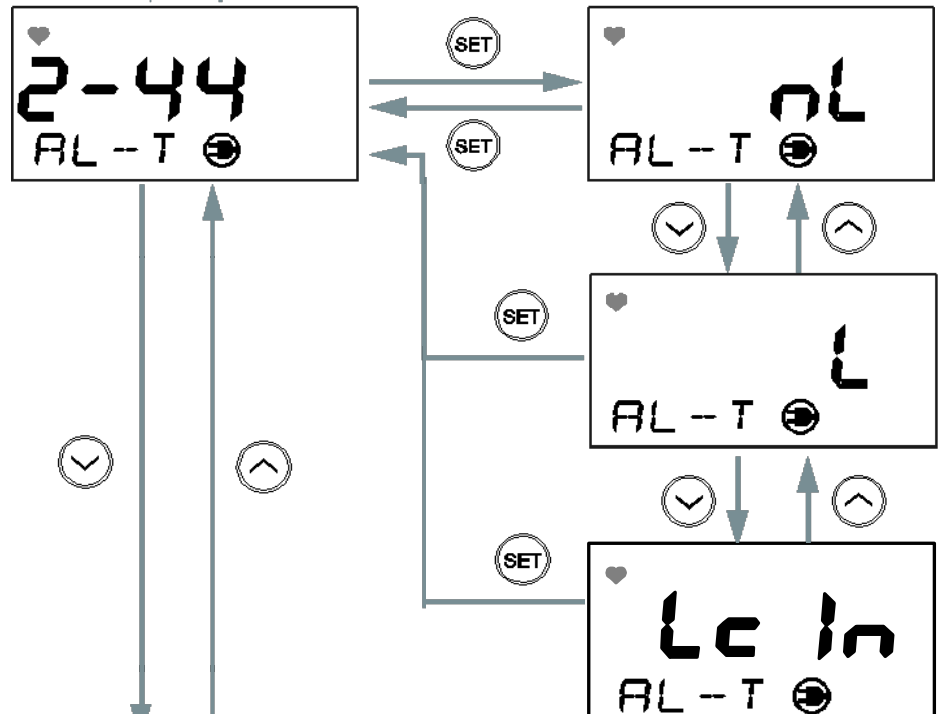 2-44
AL--T
SET
SET
nL
AL--T
SET
L
AL--T
SET
Lc In
AL--T